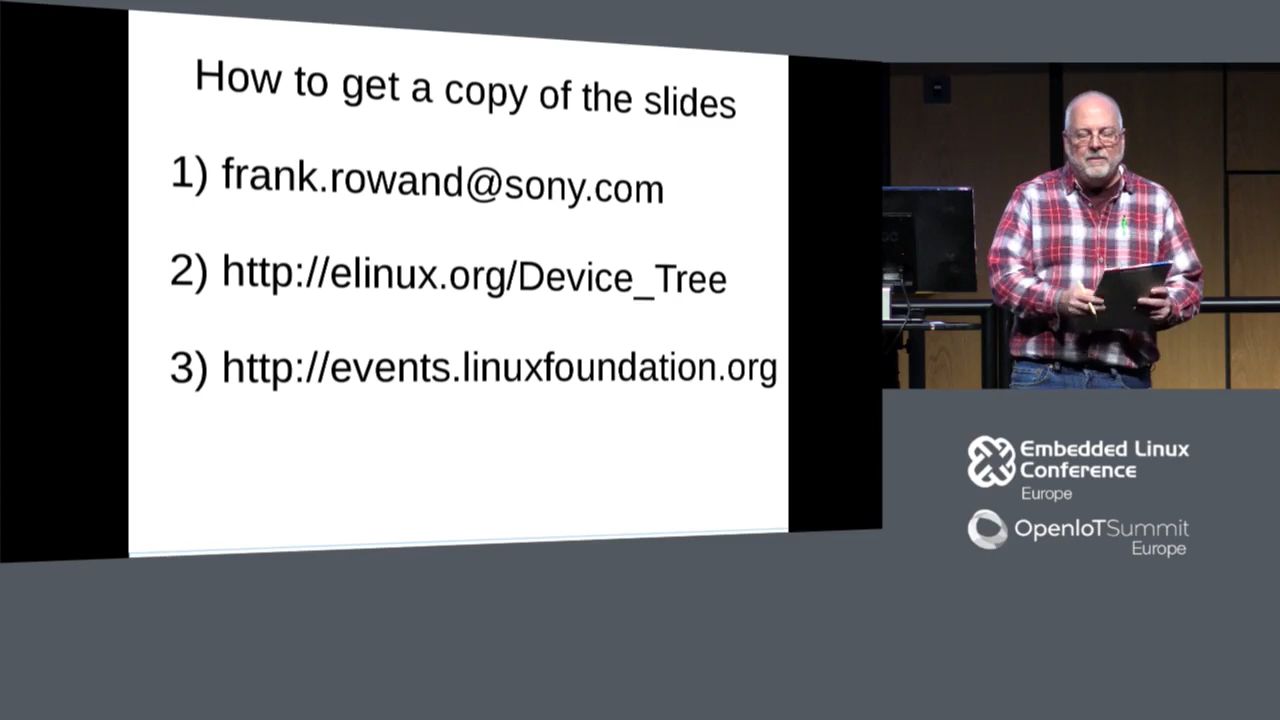 How to get a copy of the slides
1) frank.rowand@sony.com
2) http://elinux.org/Device_Tree
3) http://events.linuxfoundation.org
Embedded Linux
Conference
Europe
OpenIoTSummit
Europe